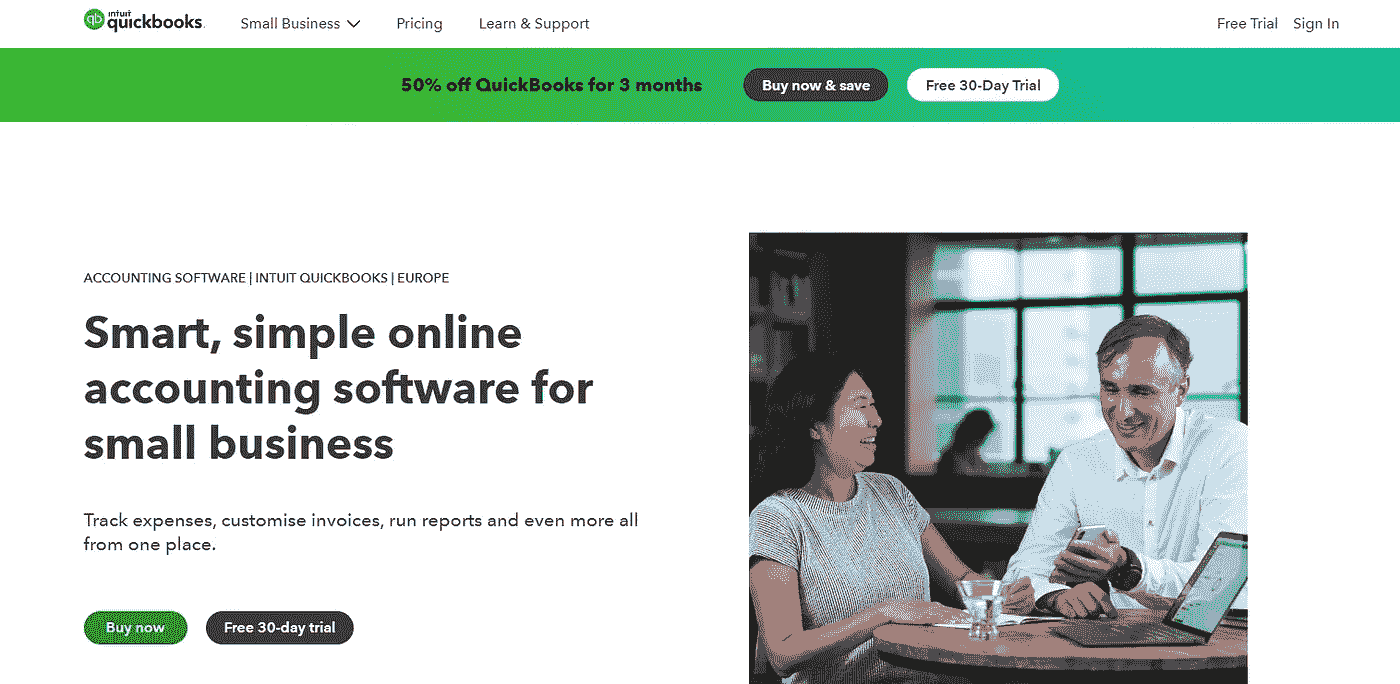 intuit
quickbooks.
Small Business
Pricing
Learn & Support
Free Trial
Sign In
50% off QuickBooks for 3 months
Buy now & save
Free 30-Day Trial
ACCOUNTING SOFTWARE | INTUIT QUICKBOOKS | EUROPE
Smart, simple online
accounting software for
small business
Track expenses, customise invoices, run reports and even more all
from one place.
Buy now
Free 30-day trial